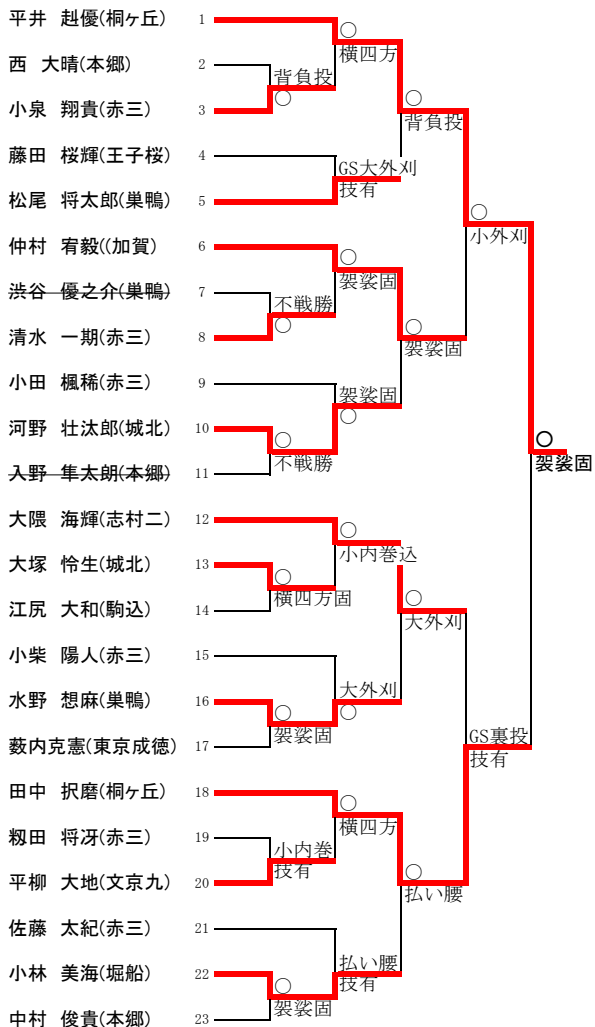 平井 赳優(桐ヶ丘) 1
○
横四方
西 大晴(本郷) 2
背負投
○
小泉 翔貴(赤三) 3
○
背負投
藤田 桜輝(王子桜) 4
GS大外刈
技有
松尾 将太郎(巣鴨) 5
○
小外刈
仲村 宥毅((加賀) 6
○
袈裟固
渋谷 優之介(巣鴨) 7
不戦勝
○
清水 一期(赤三) 8
○
袈裟固
小田 楓稀(赤三) 9
袈裟固
○
河野 壮汰郎(城北) 10
○
不戦勝
入野 隼太朗(本郷) 11
○
袈裟固
大隈 海輝(志村二) 12
○
小内巻込
大塚 怜生(城北) 13
○
横四方固
江尻 大和(駒込) 14
○
大外刈
小柴 陽人(赤三) 15
大外刈
○
水野 想麻(巣鴨) 16
○
袈裟固
薮内克憲(東京成徳) 17
GS裏投
技有
田中 択磨(桐ヶ丘) 18
○
横四方
籾田 将冴(赤三) 19
小内巻
技有
平柳 大地(文京九) 20
○
払い腰
佐藤 太紀(赤三) 21
払い腰
技有
小林 美海(堀船) 22
○
袈裟固
中村 俊貴(本郷) 23